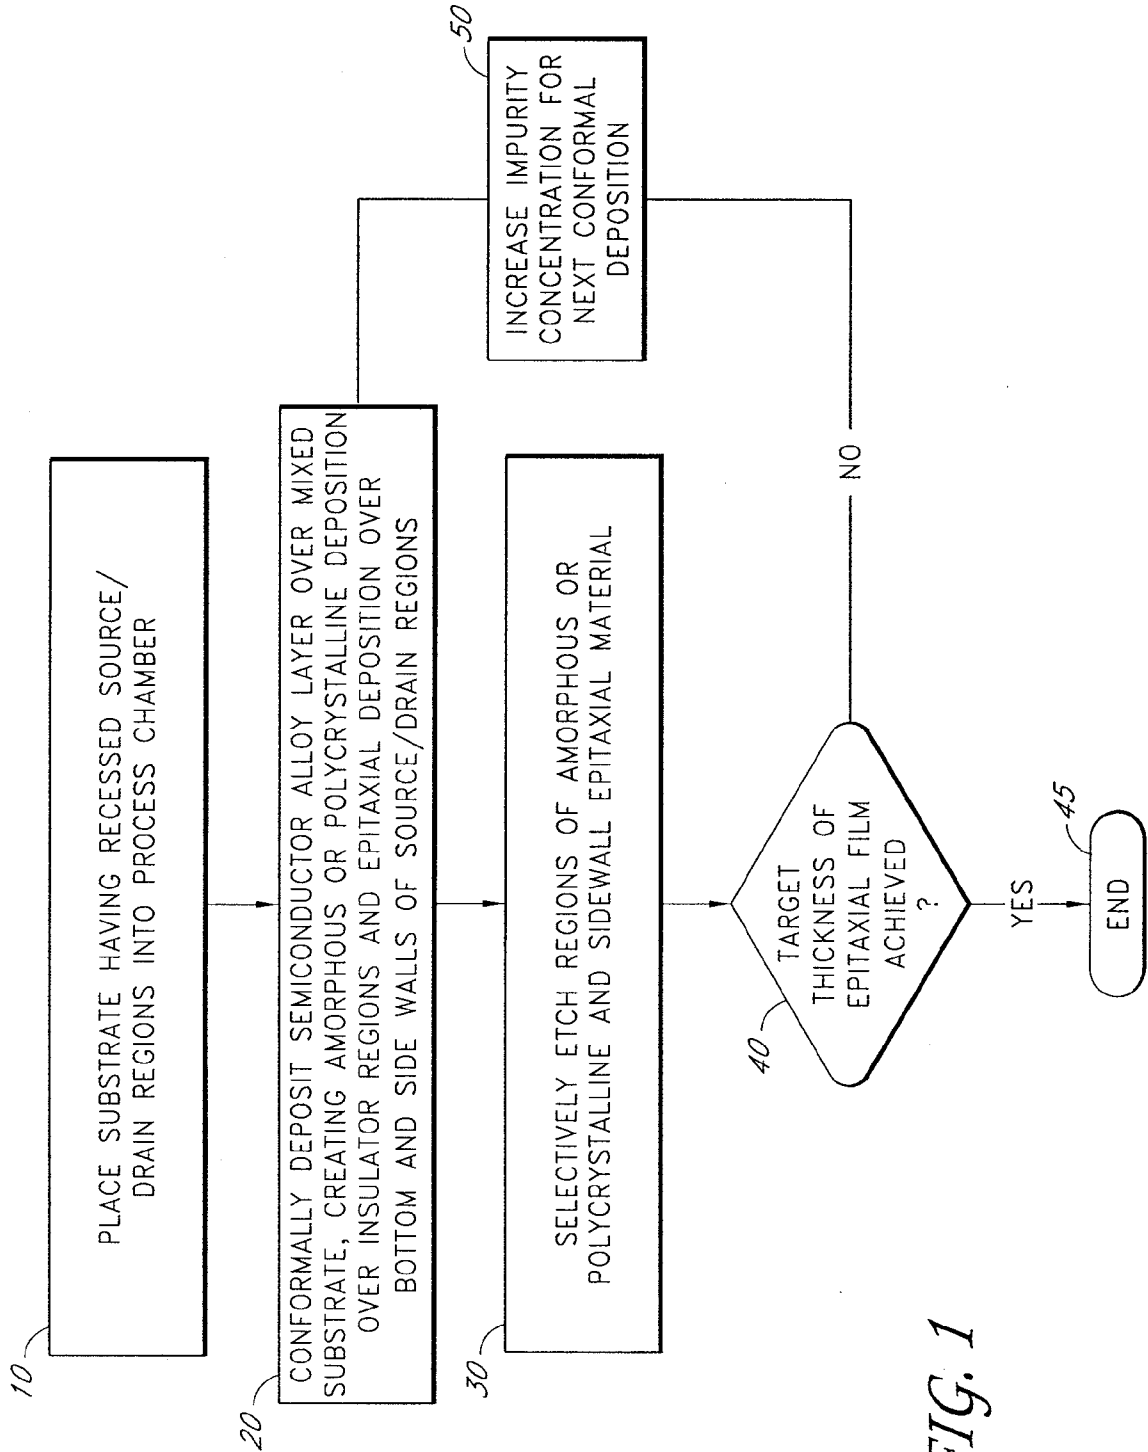 10
PLACE SUBSTRATE HAVING RECESSED SOURCE/
DRAIN REGIONS INTO PROCESS CHAMBER
20
CONFORMALLY DEPOSIT SEMICONDUCTOR ALLOY LAYER OVER MIXED
SUBSTRATE, CREATING AMORPHOUS OR POLYCRYSTALLINE DEPOSITION
OVER INSULATOR REGIONS AND EPITAXIAL DEPOSITION OVER
BOTTOM AND SIDE WALLS OF SOURCE/DRAIN REGIONS
30
SELECTIVELY ETCH REGIONS OF AMORPHOUS OR
POLYCRYSTALLINE AND SIDEWALL EPITAXIAL MATERIAL
40
TARGET
THICKNESS OF
EPITAXIAL FILM
ACHIEVED
?
NO
50
INCREASE IMPURITY
CONCENTRATION FOR
NEXT CONFORMAL
DEPOSITION
YES
45
END
FIG. 1